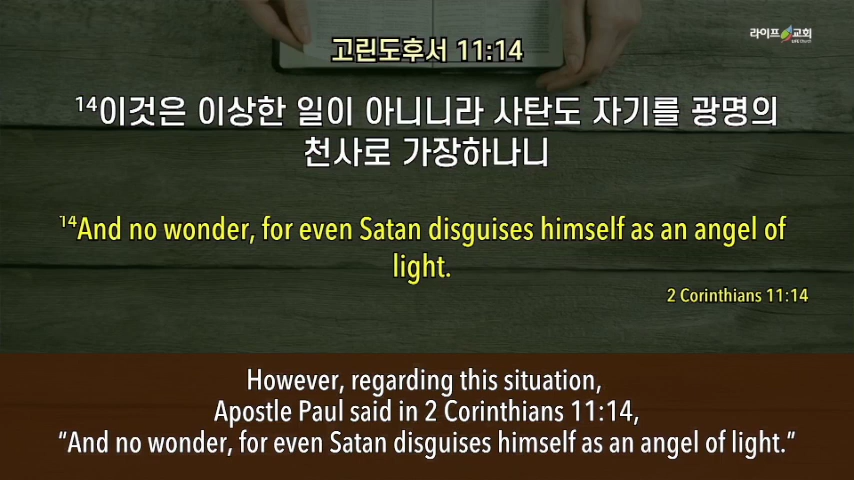 라이프교회
LIFE Church
고린도후서 11:14
14이것은 이상한 일이 아니니라 사탄도 자기를 광명의
천사로 가장하나니
14And no wonder, for even Satan disguises himself as an angel of
light.
2 Corinthians 11:14
However, regarding this situation,
Apostle Paul said in 2 Corinthians 11:14,
“And no wonder, for even Satan disguises himself as an angel of light.”